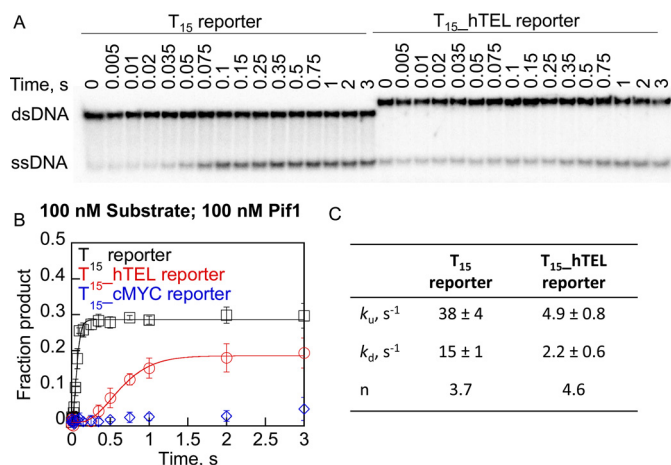 A
T15 reporter
T15_hTEL reporter
Time, s
0 0.005 0.01 0.02 0.035 0.05 0.075 0.1 0.15 0.25 0.35 0.5 0.75 1 2 3
0 0.005 0.01 0.02 0.035 0.05 0.075 0.1 0.15 0.25 0.35 0.5 0.75 1 2 3
dsDNA
ssDNA
B
100 nM Substrate; 100 nM Pif1
T15 reporter
T15_hTEL reporter
T15_cMYC reporter
Fraction product
0.5
0.4
0.3
0.2
0.1
0
0 0.5 1.0 1.5 2.0 2.5 3
Time, s
C
T15 reporter
T15_hTEL reporter
ku, s-1 38 ± 4 4.9 ± 0.8
kd, s-1 15 ± 1 2.2 ± 0.6
n 3.7 4.6